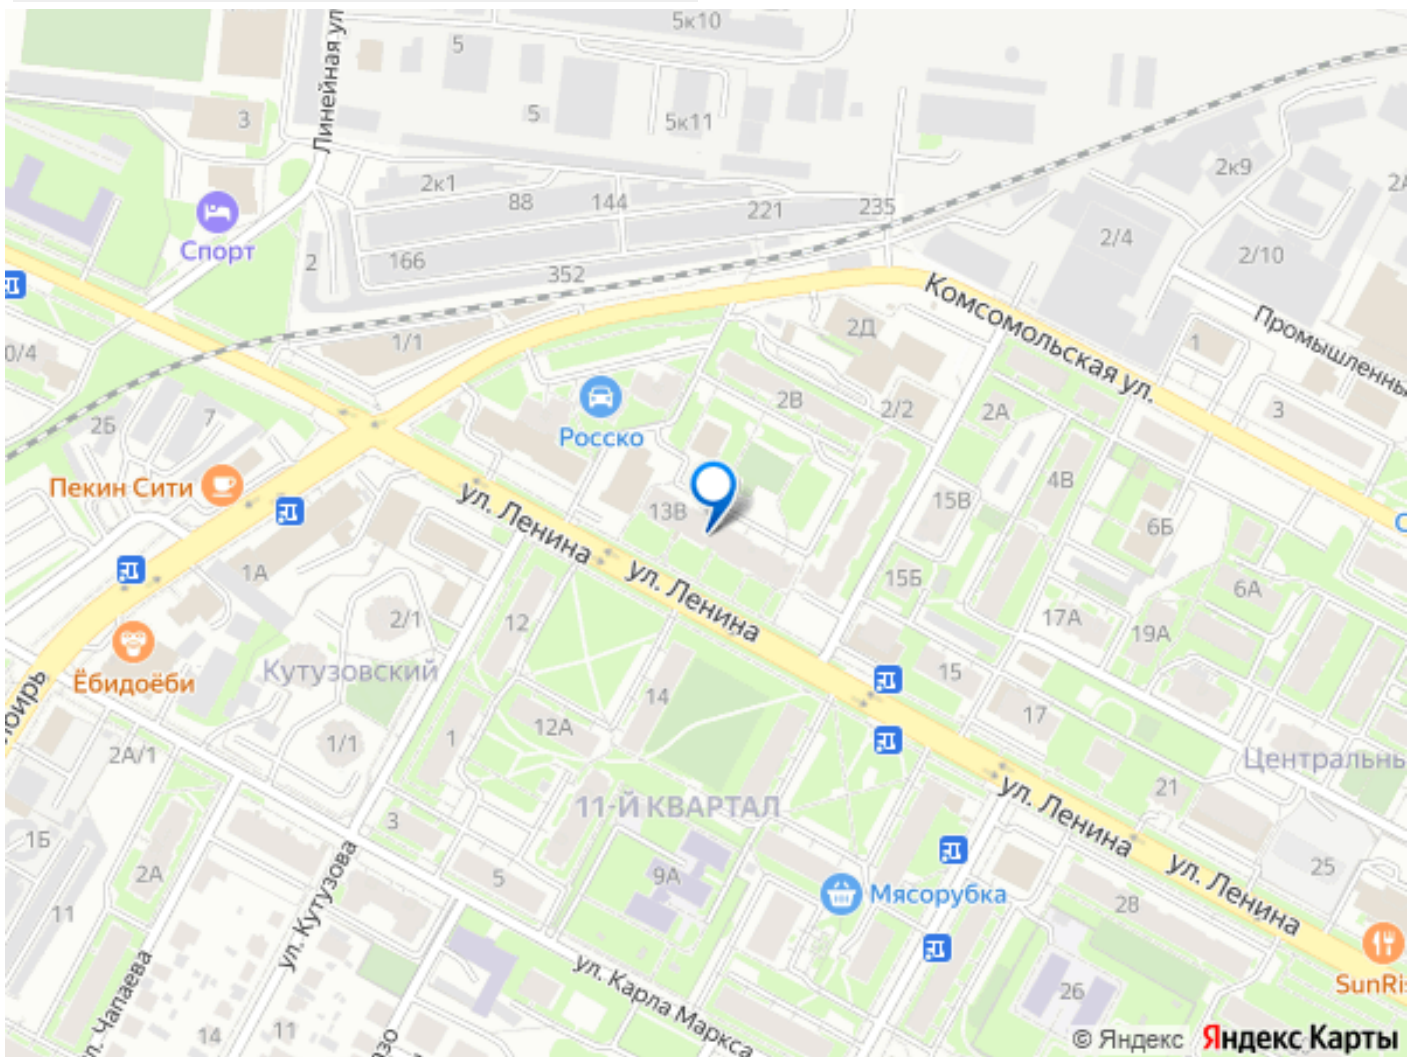 5к10
5
Линейная ул.
3
5
5к11
2к1
2к9
88
144
221
235
Спорт
2
166
352
2/4
2/10
Комсомольская ул.
Промышленны
0/4
1/1
2Д
1
2Б
7
Росско
2В
2/2
2А
3
Пекин Сити
ул. Ленина
13В
15В
4В
6Б
1А
ул. Ленина
15Б
6А
2/1
12
17А
19А
Ёбидоёби
Кутузовский
15
14
17
12А
1
1/1
2А/1
Центральны
21
11-Й КВАРТАЛ
ул. Ленина
3
1Б
2А
5
9А
Мясорубка
25
ул. Ленина
28
11
ул. Кутузова
ул. Карла Маркса
Чапаева
26
SunRis
14
11
© Яндекс Яндекс Карты